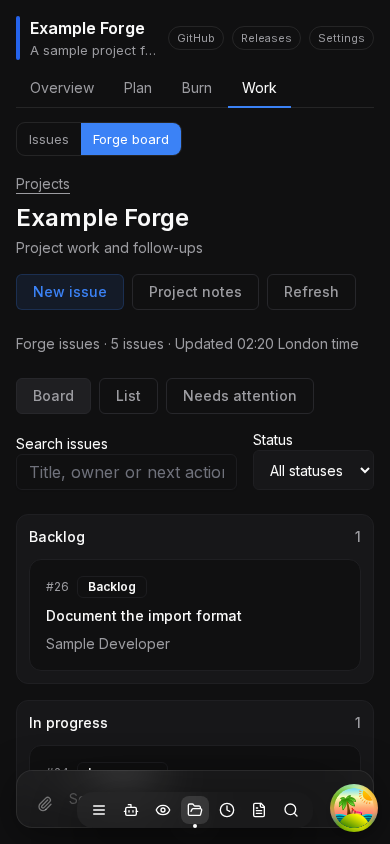 Example Forge
A sample project f...
GitHub
Releases
Settings
Overview
Plan
Burn
Work
Issues
Forge board
Projects
Example Forge
Project work and follow-ups
New issue
Project notes
Refresh
Forge issues · 5 issues · Updated 02:20 London time
Board
List
Needs attention
Search issues
Status
Title, owner or next action
All statuses
Backlog
1
#26
Backlog
Document the import format
Sample Developer
In progress
1